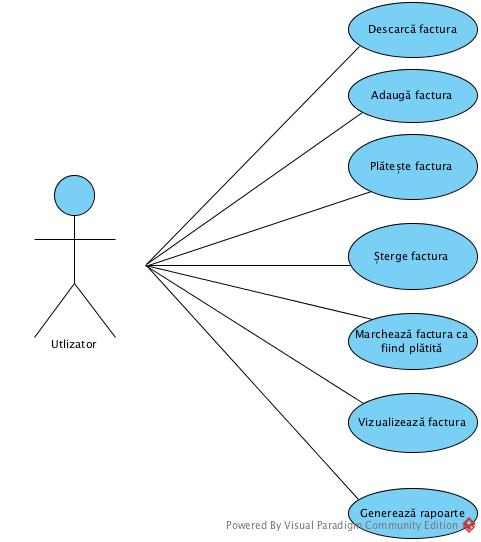 Descarcă factura
Adaugă factura
Plătește factura
Șterge factura
Marchează factura ca
fiind plătită
Utlizator
Vizualizează factura
Generează rapoarte
Powered By Visual Paradigm Community Edition